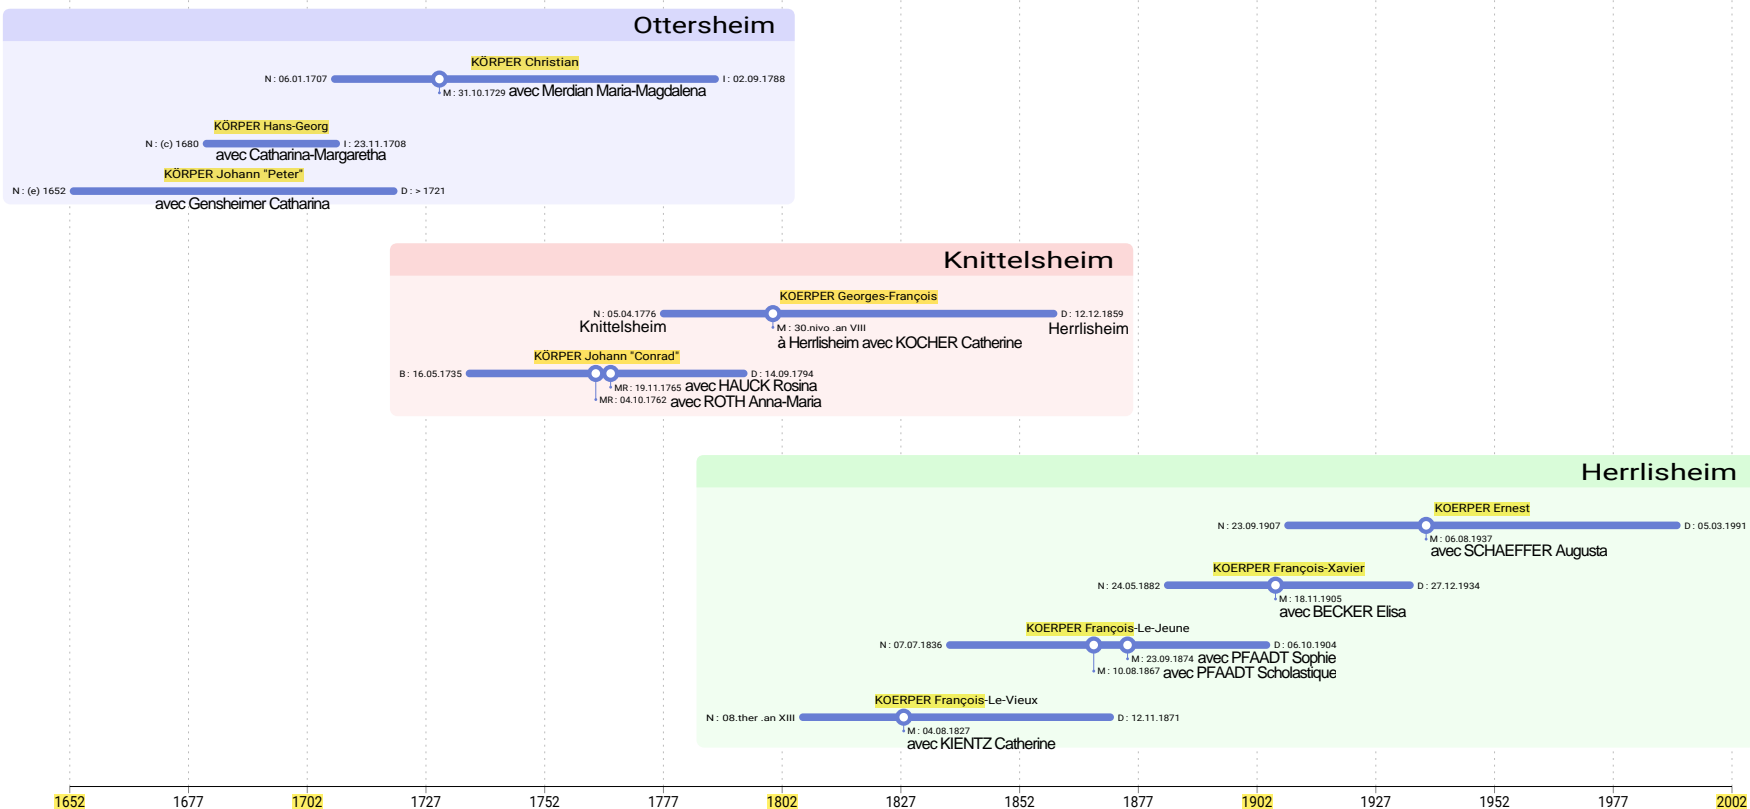 Ottersheim
KÖRPER Christian
N : 06.01.1707
I : 02.09.1788
M : 31.10.1729 avec Merdian Maria-Magdalena
KÖRPER Hans-Georg
N : (c) 1680
I : 23.11.1708
avec Catharina-Margaretha
KÖRPER Johann "Peter"
N : (e) 1652
D : > 1721
avec Gensheimer Catharina
Knittelsheim
KOERPER Georges-François
N : 05.04.1776
D : 12.12.1859
Knittelsheim
Herrlisheim
M : 30.nivo .an VIII
à Herrlisheim avec KOCHER Catherine
KÖRPER Johann "Conrad"
B : 16.05.1735
D : 14.09.1794
MR : 19.11.1765 avec HAUCK Rosina
MR : 04.10.1762 avec ROTH Anna-Maria
Herrlisheim
KOERPER Ernest
N : 23.09.1907
D : 05.03.1991
M : 06.08.1937
avec SCHAEFFER Augusta
KOERPER François-Xavier
N : 24.05.1882
D : 27.12.1934
M : 18.11.1905
avec BECKER Elisa
KOERPER François-Le-Jeune
N : 07.07.1836
D : 06.10.1904
M : 23.09.1874 avec PFAADT Sophie
M : 10.08.1867 avec PFAADT Scholastique
KOERPER François-Le-Vieux
N : 08.ther .an XIII
D : 12.11.1871
M : 04.08.1827
avec KIENTZ Catherine
1652 1677 1702 1727 1752 1777 1802 1827 1852 1877 1902 1927 1952 1977 2002